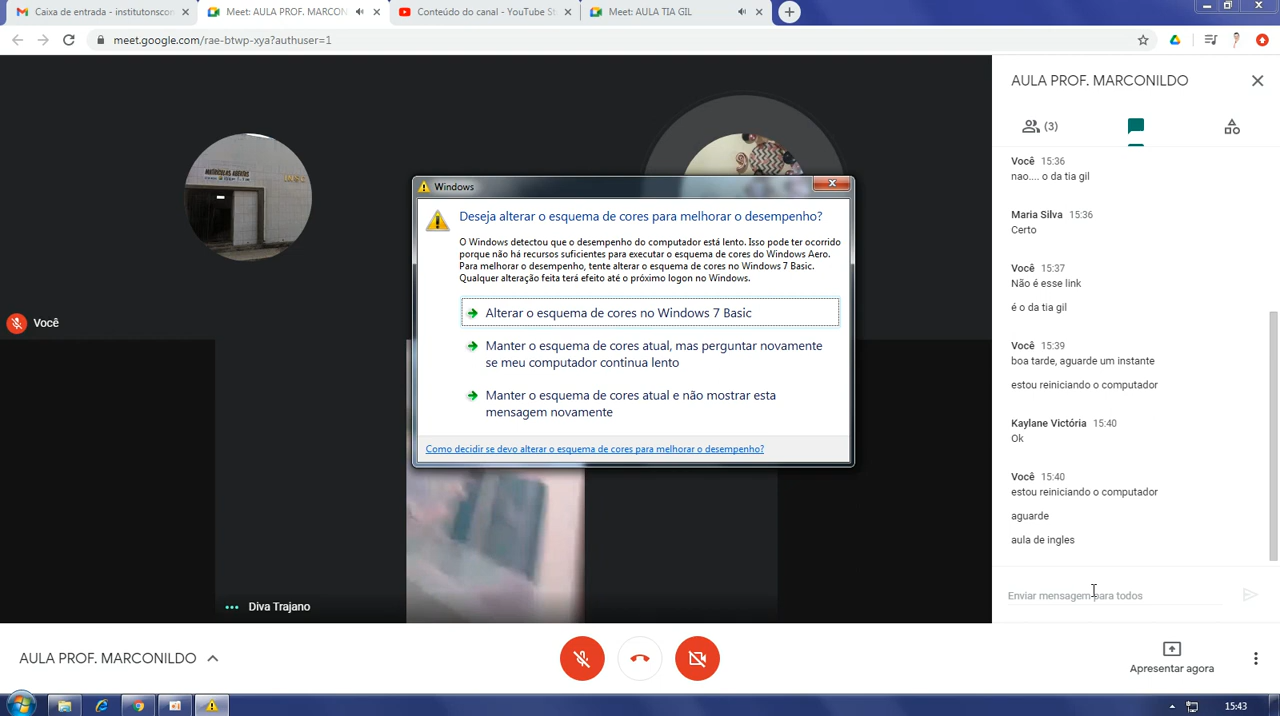 Caixa de entrada - institutonsco
Meet: AULA PROF. MARCON
Conteúdo do canal - YouTube St
Meet: AULA TIA GIL
meet.google.com/rae-btwp-xya?authuser=1
MATRÍCULAS ABERTAS
Você
Diva Trajano
Windows
Deseja alterar o esquema de cores para melhorar o desempenho?
O Windows detectou que o desempenho do computador está lento. Isso pode ter ocorrido
porque não há recursos suficientes para executar o esquema de cores do Windows Aero.
Para melhorar o desempenho, tente alterar o esquema de cores no Windows 7 Basic.
Qualquer alteração feita terá efeito até o próximo logon no Windows.
Alterar o esquema de cores no Windows 7 Basic
Manter o esquema de cores atual, mas perguntar novamente
se meu computador continua lento
Manter o esquema de cores atual e não mostrar esta
mensagem novamente
Como decidir se devo alterar o esquema de cores para melhorar o desempenho?
AULA PROF. MARCONILDO
(3)
Você 15:36
nao.... o da tia gil
Maria Silva 15:36
Certo
Você 15:37
Não é esse link
é o da tia gil
Você 15:39
boa tarde, aguarde um instante
estou reiniciando o computador
Kaylane Victória 15:40
Ok
Você 15:40
estou reiniciando o computador
aguarde
aula de ingles
Enviar mensagem para todos
AULA PROF. MARCONILDO
Apresentar agora
15:43